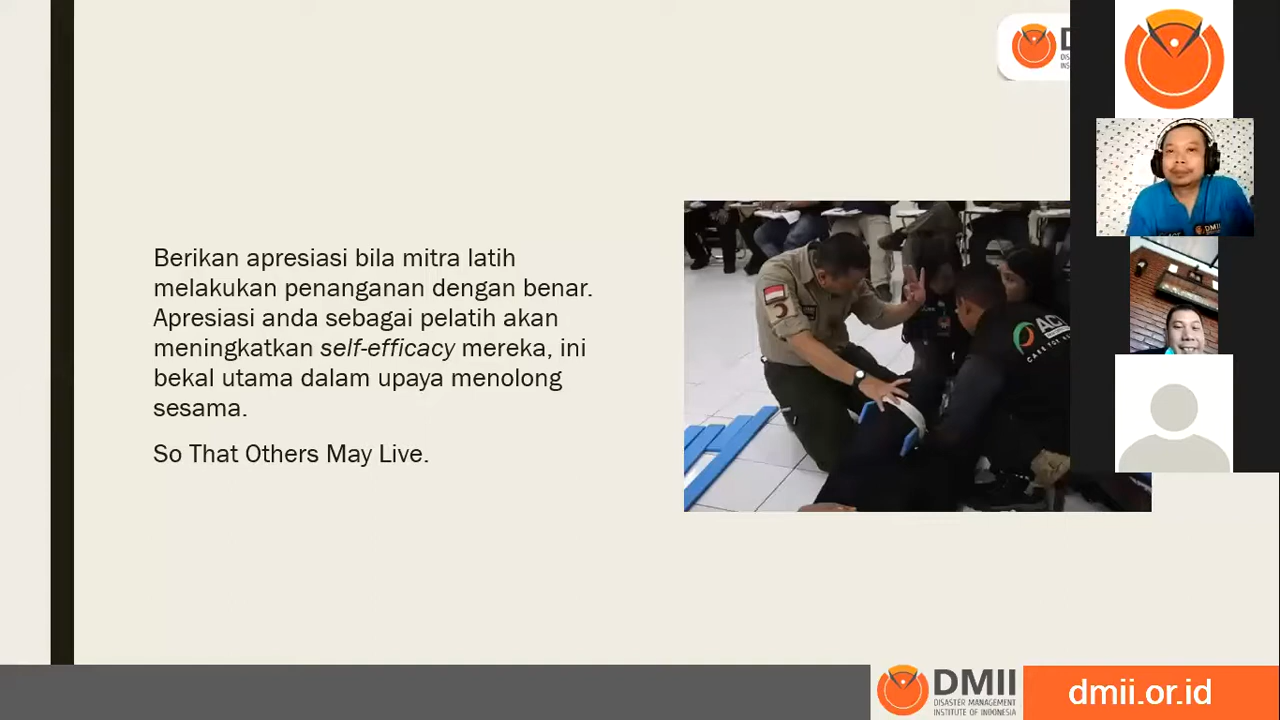 Berikan apresiasi bila mitra latih
melakukan penanganan dengan benar.
Apresiasi anda sebagai pelatih akan
meningkatkan self-efficacy mereka, ini
bekal utama dalam upaya menolong
sesama.
So That Others May Live.
DMII
DISASTER MANAGEMENT
INSTITUTE OF INDONESIA
dmii.or.id